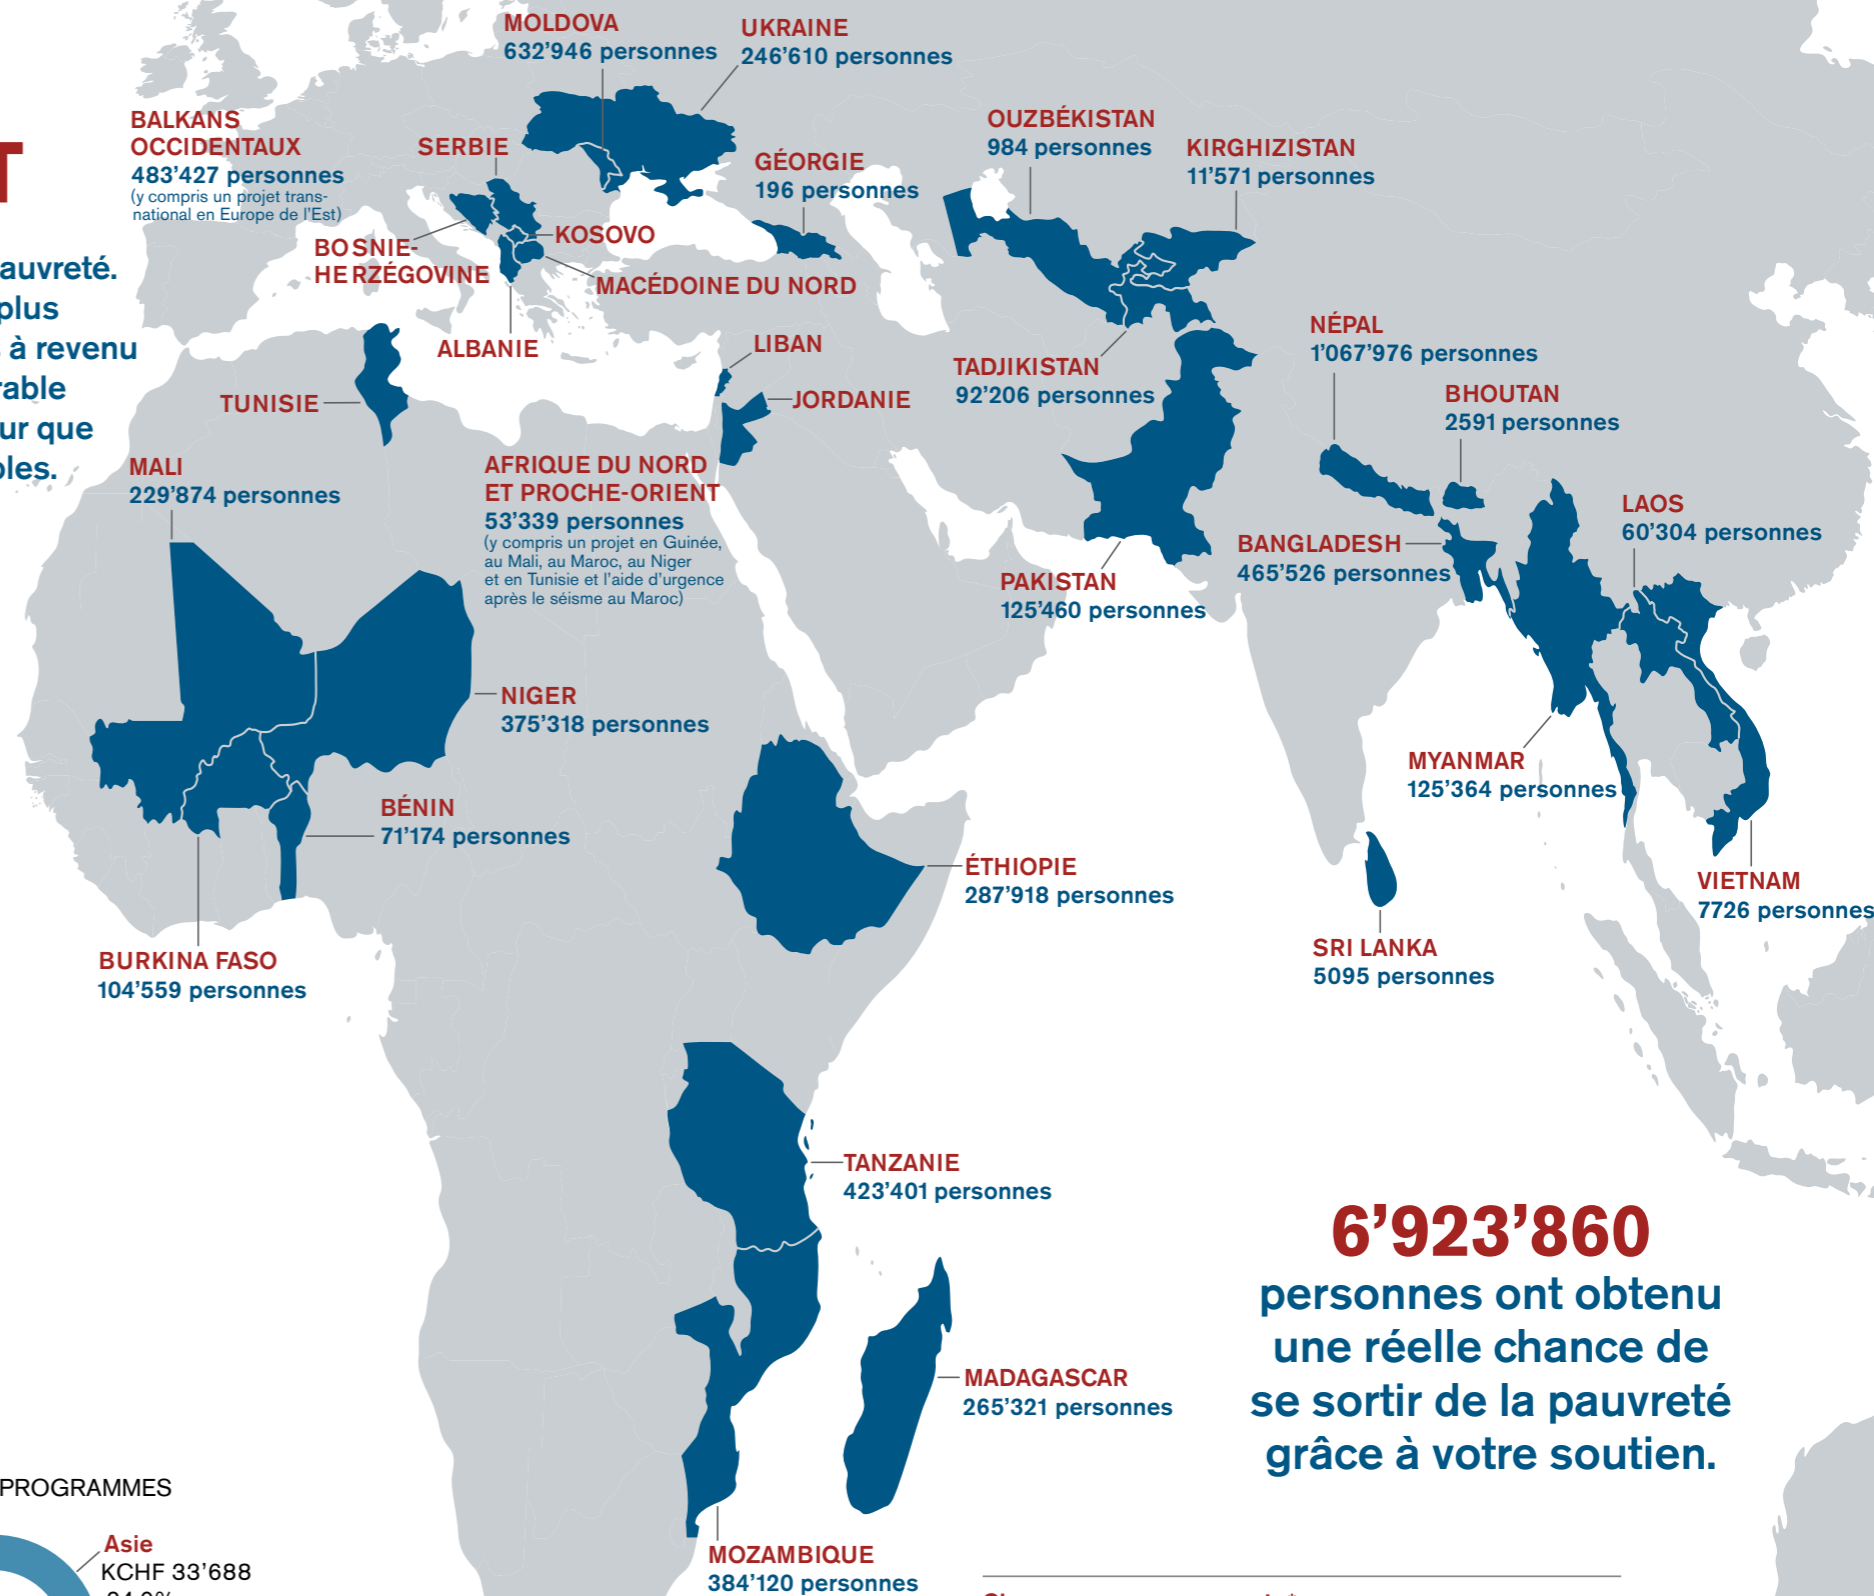 MOLDOVA
632’946 personnes
UKRAINE
246’610 personnes
BALKANS
OCCIDENTAUX
483’427 personnes
(y compris un projet trans-
national en Europe de l’Est)
SERBIE
GÉORGIE
196 personnes
OUZBÉKISTAN
984 personnes
KIRGHIZISTAN
11’571 personnes
BOSNIE-
HERZÉGOVINE
KOSOVO
MACÉDOINE DU NORD
ALBANIE
plus
à revenu
ur que
LIBAN
JORDANIE
TUNISIE
TADJIKISTAN
92’206 personnes
NÉPAL
1’067’976 personnes
BHOUTAN
2591 personnes
MALI
229’874 personnes
AFRIQUE DU NORD
ET PROCHE-ORIENT
53’339 personnes
(y compris un projet en Guinée,
au Mali, au Maroc, au Niger
et en Tunisie et l’aide d’urgence
après le séisme au Maroc)
LAOS
60’304 personnes
BANGLADESH
465’526 personnes
PAKISTAN
125’460 personnes
NIGER
375’318 personnes
MYANMAR
125’364 personnes
BÉNIN
71’174 personnes
ÉTHIOPIE
287’918 personnes
VIETNAM
7726 personnes
SRI LANKA
5095 personnes
BURKINA FASO
104’559 personnes
TANZANIE
423’401 personnes
6’923’860
personnes ont obtenu
une réelle chance de
se sortir de la pauvreté
grâce à votre soutien.
MADAGASCAR
265’321 personnes
PROGRAMMES
Asie
KCHF 33’688
MOZAMBIQUE
384’120 personnes